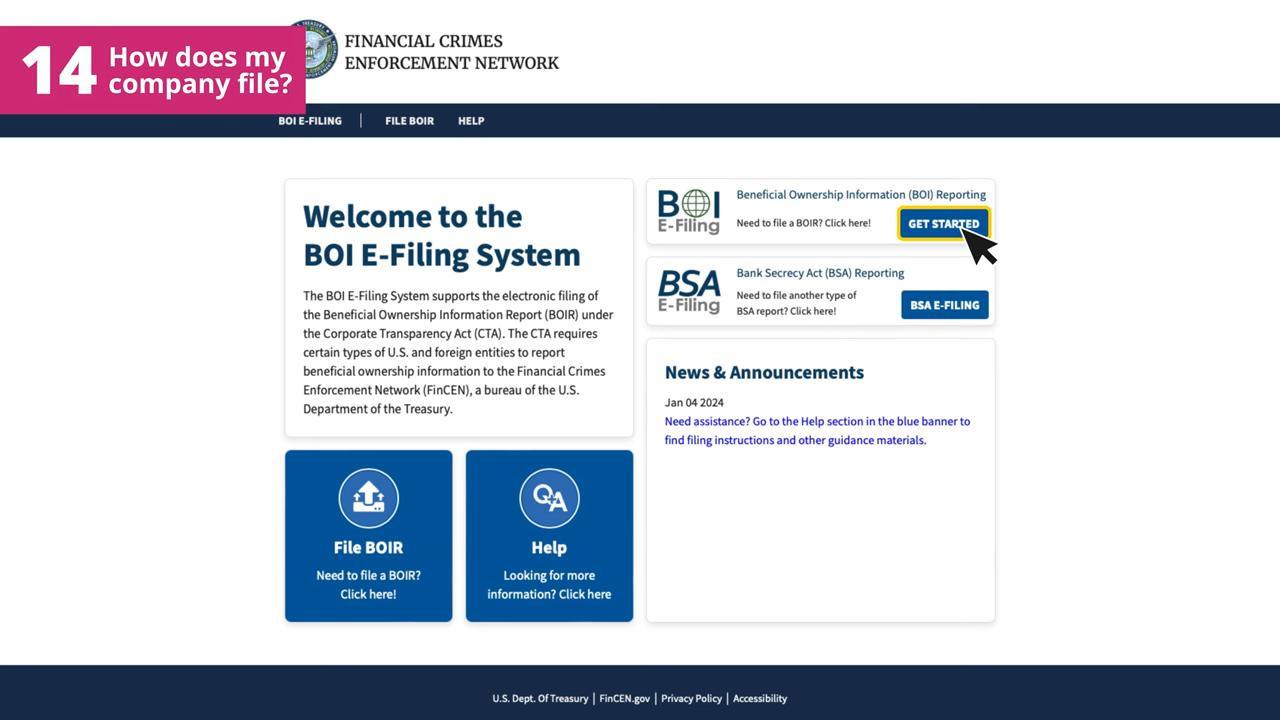 14
How does my
company file?
FINANCIAL CRIMES
ENFORCEMENT NETWORK
BOI E-FILING
FILE BOIR
HELP
Welcome to the
BOI E-Filing System
The BOI E-Filing System supports the electronic filing of
the Beneficial Ownership Information Report (BOIR) under
the Corporate Transparency Act (CTA). The CTA requires
certain types of U.S. and foreign entities to report
beneficial ownership information to the Financial Crimes
Enforcement Network (FinCEN), a bureau of the U.S.
Department of the Treasury.
BOI
E-Filing
Beneficial Ownership Information (BOI) Reporting
Need to file a BOIR? Click here!
GET STARTED
BSA
E-Filing
Bank Secrecy Act (BSA) Reporting
Need to file another type of
BSA report? Click here!
BSA E-FILING
News & Announcements
Jan 04 2024
Need assistance? Go to the Help section in the blue banner to
find filing instructions and other guidance materials.
File BOIR
Need to file a BOIR?
Click here!
QA
Help
Looking for more
information? Click here
U.S. Dept. Of Treasury | FinCEN.gov | Privacy Policy | Accessibility